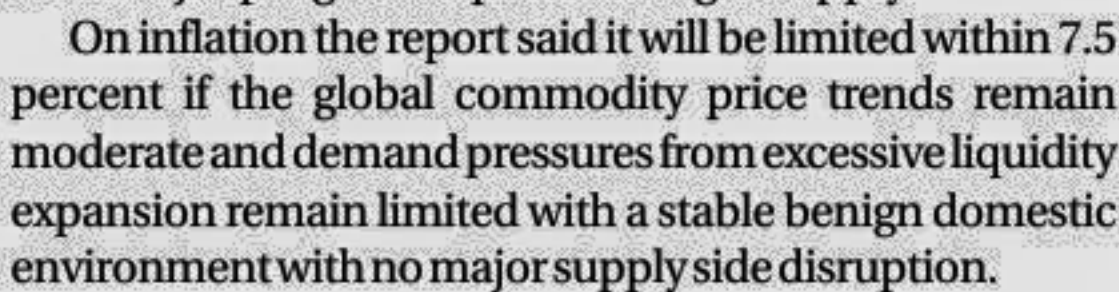 On inflation the report said it will be limited within 7.5
percent if the global commodity price trends remain
moderate and demand pressures from excessive liquidity
expansion remain limited with a stable benign domestic
environment with no major supply side disruption.